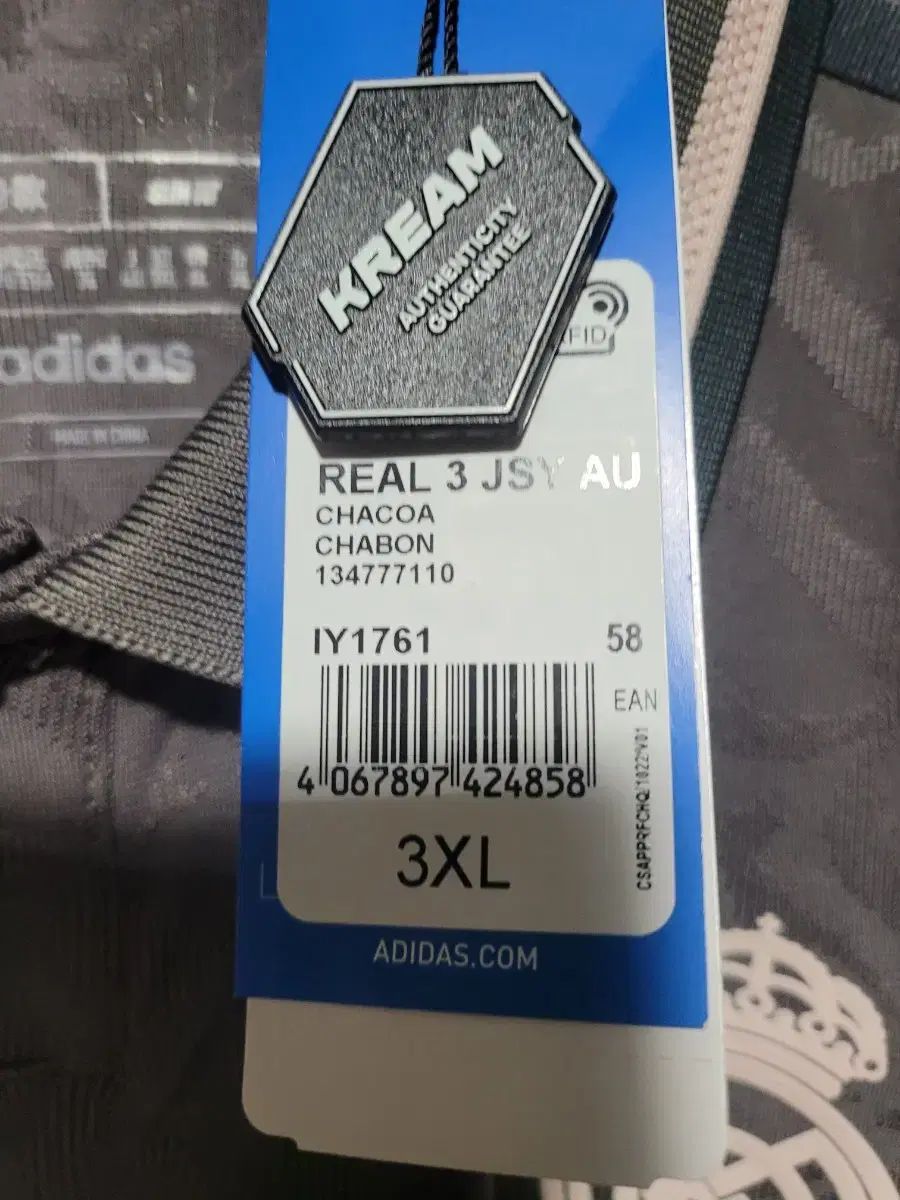 KREAM
AUTHENTICITY
GUARANTEE
adidas
MADE IN CHINA
REAL 3 JSY AU
CHACOA
CHABON
134777110
IY1761
58
EAN
4 067897 424858
3XL
ADIDAS.COM